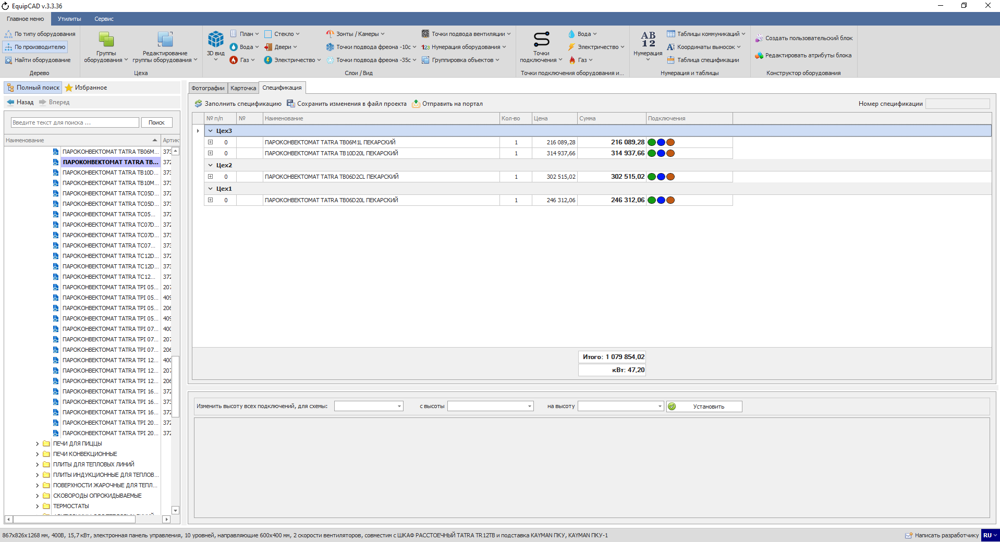 EquipCAD v.3.3.36
Главное меню Утилиты Сервис
По типу оборудования
По производителю
Найти оборудование
Дерево
Группы оборудования
Редактирование группы оборудования
Цеха
3D вид
План Стекло Зонты / Камеры Точки подвода вентиляции
Вода Двери Точки подвода фреона -10с Нумерация оборудования
Газ Электричество Точки подвода фреона -35с Группировка объектов
Слои / Вид
Точки подключения
Вода
Электричество
Газ
Точки подключения оборудования и...
AB
12
Нумерация
Таблицы коммуникаций
Координаты выносок
Таблица спецификации
Нумерация и таблицы
Создать пользовательский блок
Редактировать атрибуты блока
Конструктор оборудования
Полный поиск Избранное
Назад Вперед
Введите текст для поиска ... Поиск
Наименование Артик
ПАРОКОНВЕКТОМАТ TATRA TB06M... 373
ПАРОКОНВЕКТОМАТ TATRA TB... 372
ПАРОКОНВЕКТОМАТ TATRA TB10D... 373
ПАРОКОНВЕКТОМАТ TATRA TB10M... 373
ПАРОКОНВЕКТОМАТ TATRA TC05D... 372
ПАРОКОНВЕКТОМАТ TATRA TC05D... 373
ПАРОКОНВЕКТОМАТ TATRA TC05... 372
ПАРОКОНВЕКТОМАТ TATRA TC07D... 372
ПАРОКОНВЕКТОМАТ TATRA TC07D... 373
ПАРОКОНВЕКТОМАТ TATRA TC07... 373
ПАРОКОНВЕКТОМАТ TATRA TC12D... 372
ПАРОКОНВЕКТОМАТ TATRA TC12D... 373
ПАРОКОНВЕКТОМАТ TATRA TC12... 372
ПАРОКОНВЕКТОМАТ TATRA TPI 05... 207
ПАРОКОНВЕКТОМАТ TATRA TPI 05... 409
ПАРОКОНВЕКТОМАТ TATRA TPI 05... 206
ПАРОКОНВЕКТОМАТ TATRA TPI 05... 409
ПАРОКОНВЕКТОМАТ TATRA TPI 07... 400
ПАРОКОНВЕКТОМАТ TATRA TPI 07... 207
ПАРОКОНВЕКТОМАТ TATRA TPI 07... 206
ПАРОКОНВЕКТОМАТ TATRA TPI 12... 400
ПАРОКОНВЕКТОМАТ TATRA TPI 12... 207
ПАРОКОНВЕКТОМАТ TATRA TPI 12... 206
ПАРОКОНВЕКТОМАТ TATRA TPI 16... 372
ПАРОКОНВЕКТОМАТ TATRA TPI 16... 373
ПАРОКОНВЕКТОМАТ TATRA TPI 16... 372
ПАРОКОНВЕКТОМАТ TATRA TPI 20... 372
ПАРОКОНВЕКТОМАТ TATRA TPI 20... 372
ПЕЧИ ДЛЯ ПИЦЦЫ
ПЕЧИ КОНВЕКЦИОННЫЕ
ПЛИТЫ ДЛЯ ТЕПЛОВЫХ ЛИНИЙ
ПЛИТЫ ИНДУКЦИОННЫЕ ДЛЯ ТЕПЛОВ...
ПОВЕРХНОСТИ ЖАРОЧНЫЕ ДЛЯ ТЕПЛ...
СКОВОРОДЫ ОПРОКИДЫВАЕМЫЕ
ТЕРМОСТАТЫ
Фотографии Карточка Спецификация
Заполнить спецификацию Сохранить изменения в файл проекта Отправить на портал Номер спецификации
№ п/п № Наименование Кол-во Цена Сумма Подключения
Цех3
0 ПАРОКОНВЕКТОМАТ TATRA TB06M1L ПЕКАРСКИЙ 1 216 089,28 216 089,28
0 ПАРОКОНВЕКТОМАТ TATRA TB10D20L ПЕКАРСКИЙ 1 314 937,66 314 937,66
Цех2
0 ПАРОКОНВЕКТОМАТ TATRA TB06D2CL ПЕКАРСКИЙ 1 302 515,02 302 515,02
Цех1
0 ПАРОКОНВЕКТОМАТ TATRA TB06D20L ПЕКАРСКИЙ 1 246 312,06 246 312,06
Итого: 1 079 854,02
кВт: 47,20
Изменить высоту всех подключений, для схемы: с высоты на высоту Установить
867x826x1268 мм, 400В, 15,7 кВт, электронная панель управления, 10 уровней, направляющие 600x400 мм, 2 скорости вентиляторов, совместим с ШКАФ РАССТОЕЧНЫЙ TATRA TR12TB и подставка KAYMAN ПКУ, KAYMAN ПКУ-1
Написать разработчику RU